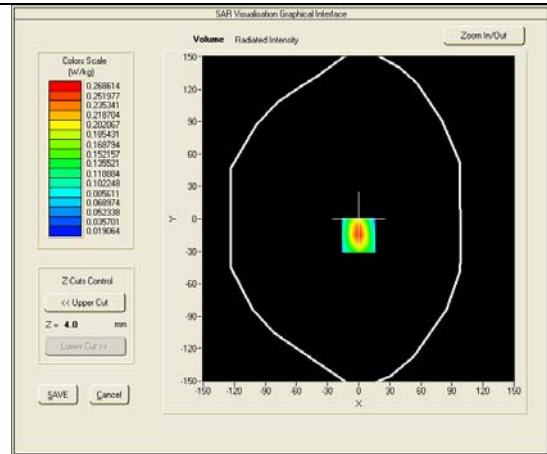 SAR Visualisation Graphical Interface
Volume Radiated Intensity
Zoom In/Out
Colors Scale
(W/kg)
0.268614
0.251977
0.235341
0.218704
0.202067
0.185431
0.168794
0.152157
0.135521
0.118884
0.102248
0.085611
0.068974
0.052338
0.035701
0.019064
Z Cuts Control
<< Upper Cut
Z = 4.0 mm
Lower Cut >>
SAVE Cancel
150
120
90
60
30
0
-30
-60
-90
-120
-150
Y
-150 -120 -90 -60 -30 0 30 60 90 120 150
X